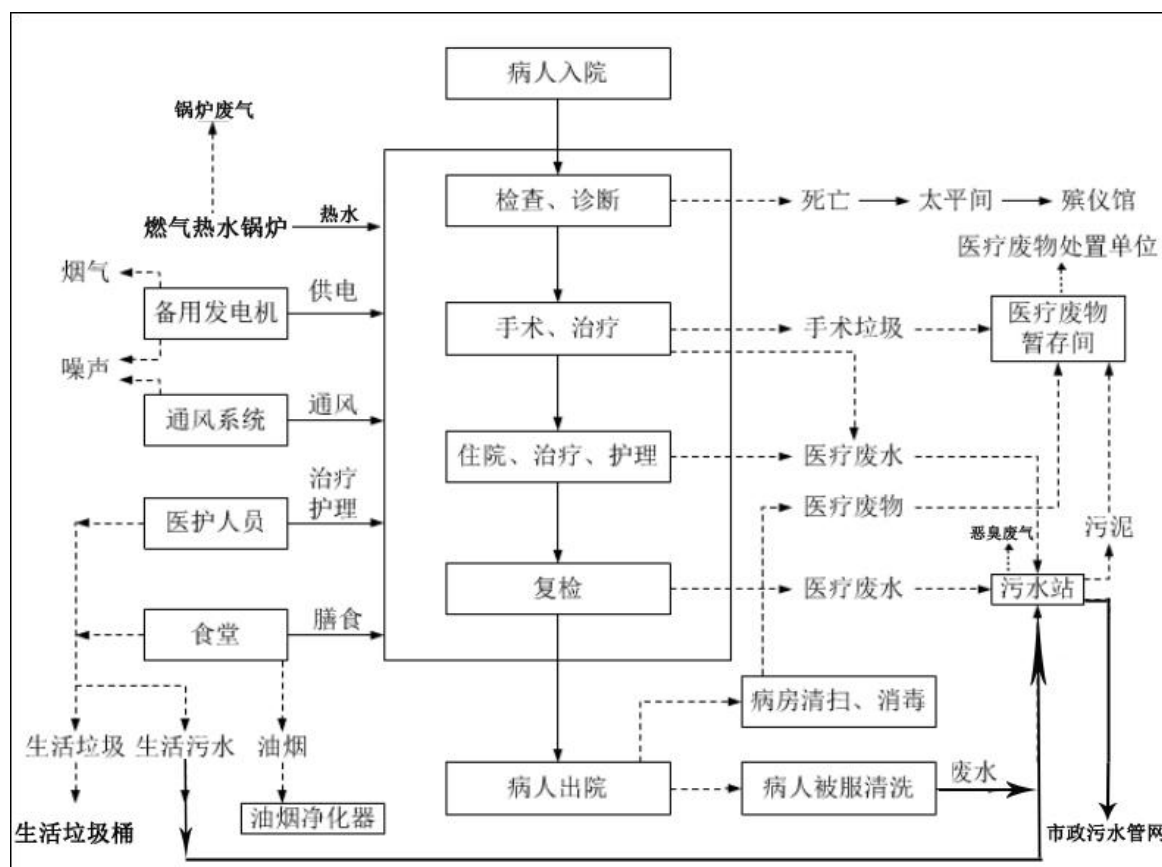 病人入院
锅炉废气
检查、诊断
死亡
太平间
殡仪馆
燃气热水锅炉
热水
医疗废物处置单位
烟气
备用发电机
供电
手术、治疗
手术垃圾
医疗废物
暂存间
噪声
通风系统
通风
住院、治疗、护理
医疗废水
治疗
护理
医护人员
医疗废物
恶臭废气
污泥
复检
医疗废水
污水站
食堂
膳食
病房清扫、消毒
生活垃圾
生活污水
油烟
病人出院
病人被服清洗
废水
生活垃圾桶
油烟净化器
市政污水管网